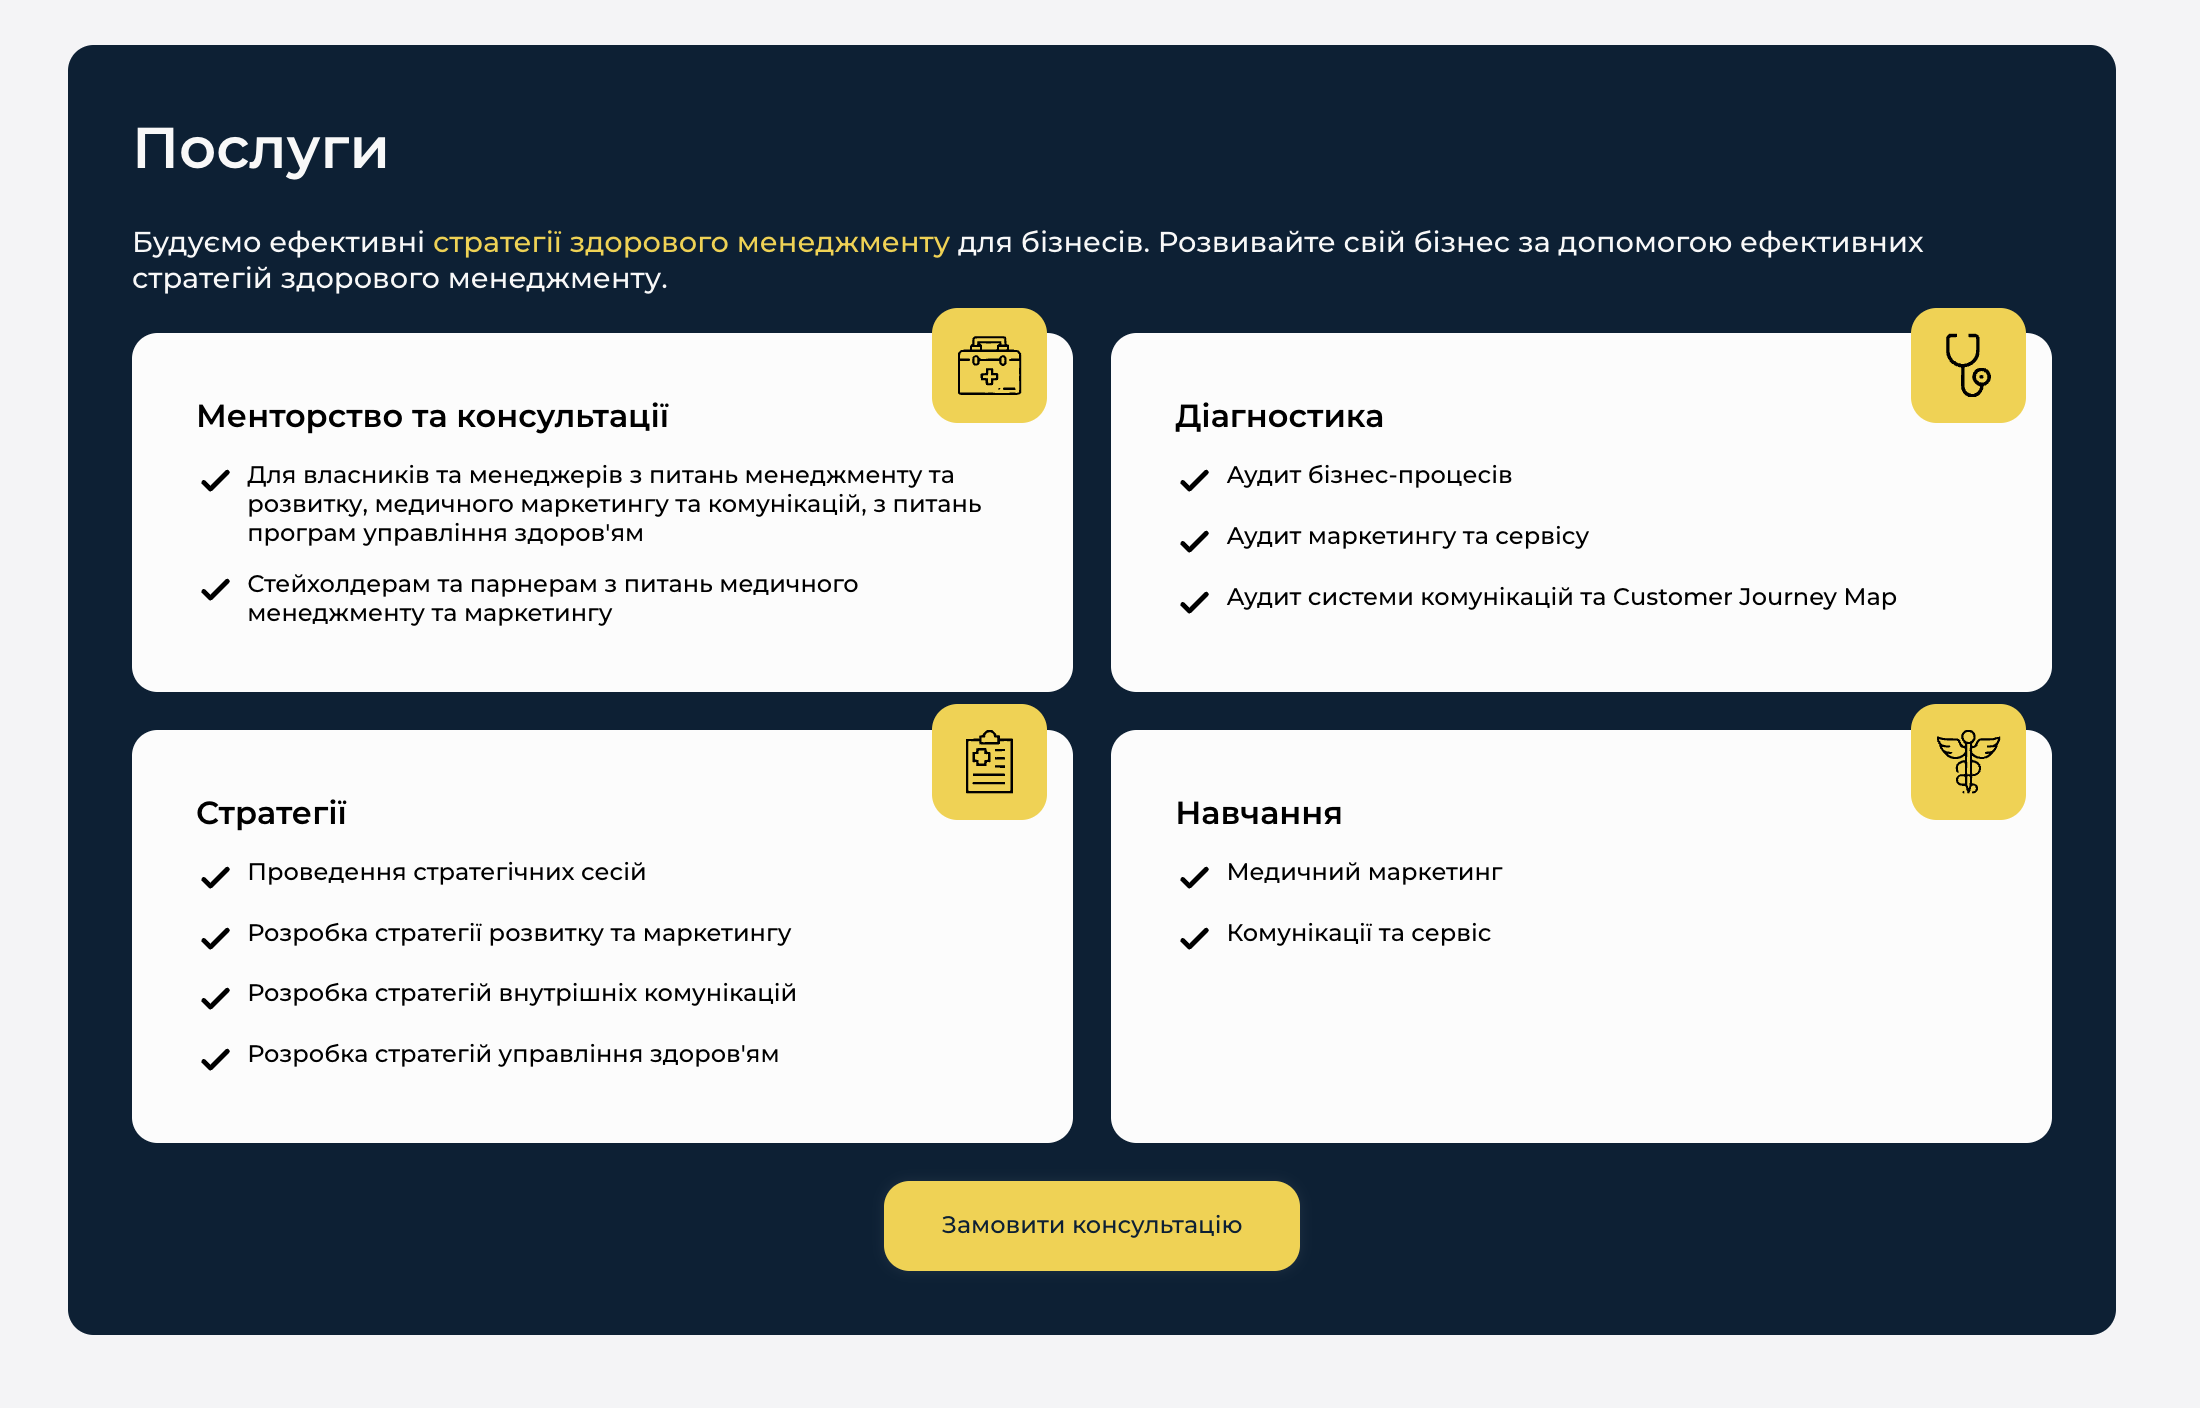 Послуги
Будуємо ефективні стратегії здорового менеджменту для бізнесів. Розвивайте свій бізнес за допомогою ефективних
стратегій здорового менеджменту.
Менторство та консультації
Для власників та менеджерів з питань менеджменту та
розвитку, медичного маркетингу та комунікацій, з питань
програм управління здоров'ям
Стейхолдерам та парнерам з питань медичного
менеджменту та маркетингу
Діагностика
Аудит бізнес-процесів
Аудит маркетингу та сервісу
Аудит системи комунікацій та Customer Journey Map
Стратегії
Проведення стратегічних сесій
Розробка стратегії розвитку та маркетингу
Розробка стратегій внутрішніх комунікацій
Розробка стратегій управління здоров'ям
Навчання
Медичний маркетинг
Комунікації та сервіс
Замовити консультацію